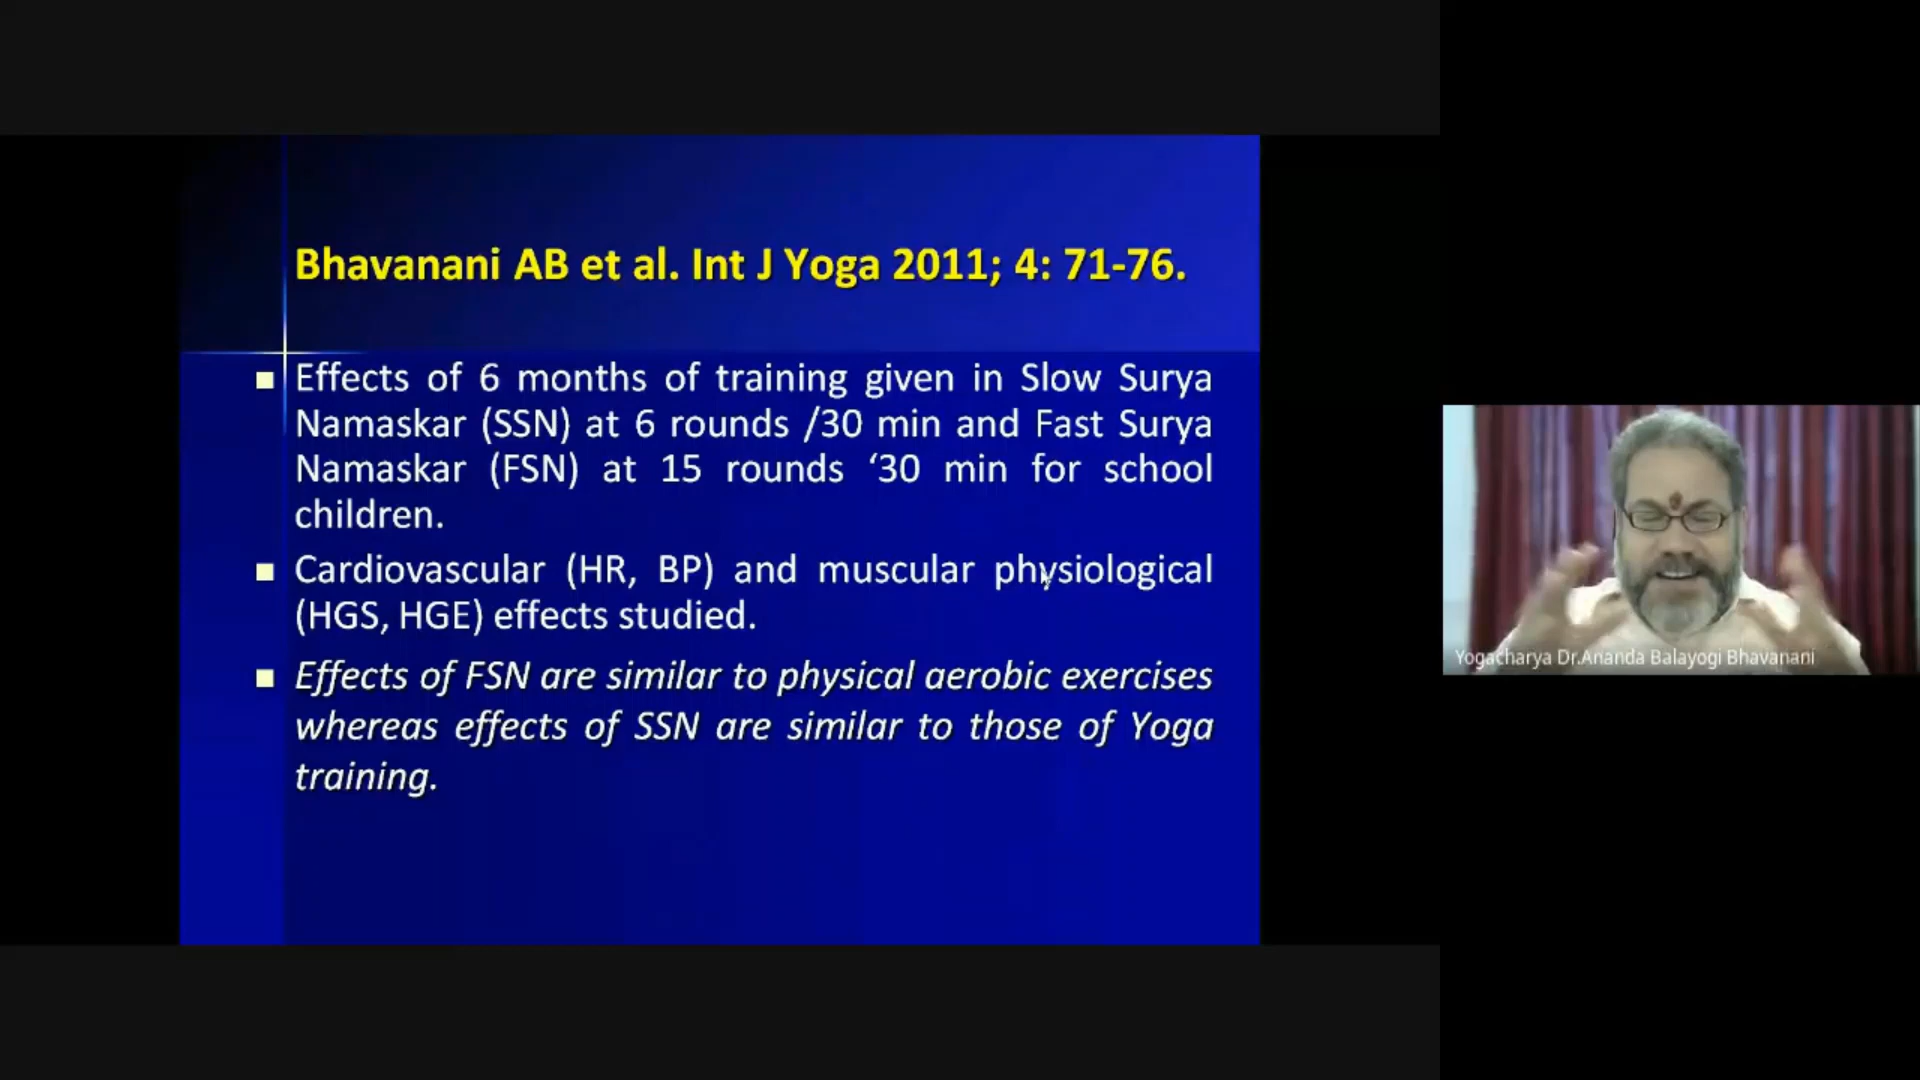 Bhavanani AB et al. Int J Yoga 2011; 4: 71-76.
Effects of 6 months of training given in Slow Surya
Namaskar (SSN) at 6 rounds /30 min and Fast Surya
Namaskar (FSN) at 15 rounds ‘30 min for school
children.
Cardiovascular (HR, BP) and muscular physiological
(HGS, HGE) effects studied.
Effects of FSN are similar to physical aerobic exercises
whereas effects of SSN are similar to those of Yoga
training.
Yogacharya Dr.Ananda Balayogi Bhavanani